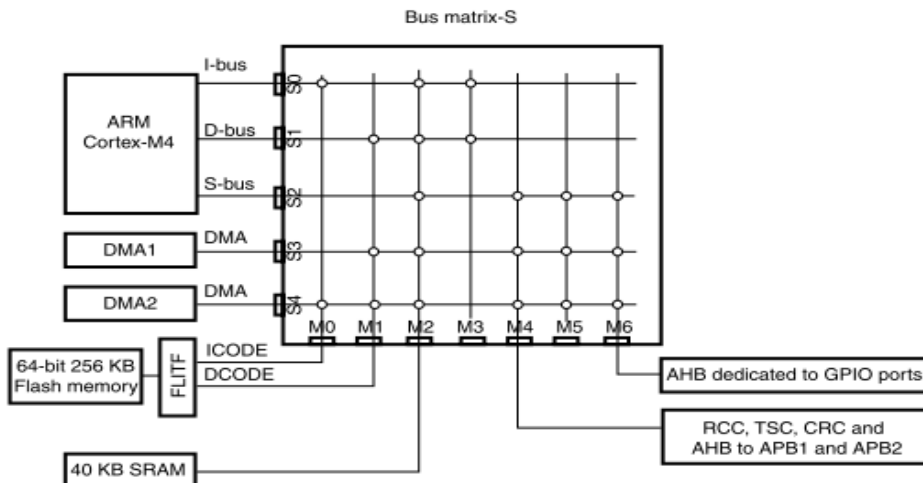 Bus matrix-S
I-bus
S0
ARM
Cortex-M4
D-bus
S1
S-bus
S2
DMA1
DMA
S3
DMA2
DMA
S4
M0 M1 M2 M3 M4 M5 M6
64-bit 256 KB
Flash memory
FLITF
ICODE
DCODE
AHB dedicated to GPIO ports
RCC, TSC, CRC and
AHB to APB1 and APB2
40 KB SRAM